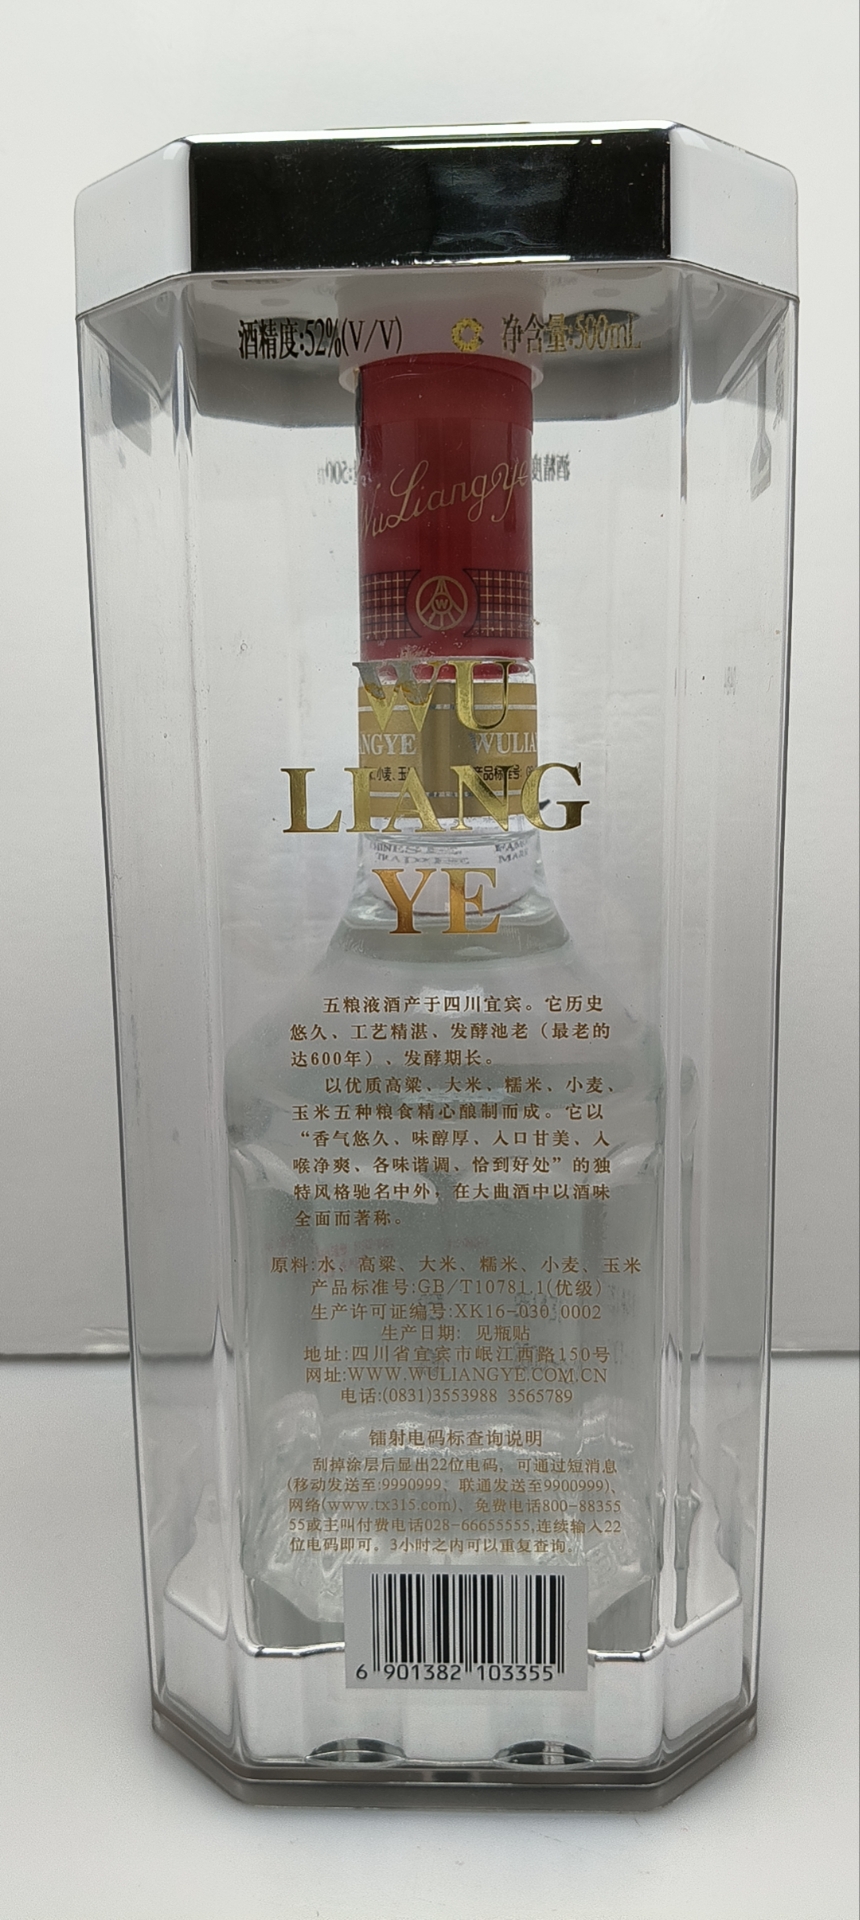 酒精度:52%(V/V) 净含量:500mL
WuLiangye
W
WU
ANGYE WULIA
小麦、玉
产品标准号:
LIANG
YE
五粮液酒产于四川宜宾。它历史
悠久、工艺精湛、发酵池老（最老的
达600年）、发酵期长。
以优质高粱、大米、糯米、小麦、
玉米五种粮食精心酿制而成。它以
“香气悠久、味醇厚、入口甘美、入
喉净爽、各味谐调、恰到好处”的独
特风格驰名中外，在大曲酒中以酒味
全面而著称。
原料:水、高粱、大米、糯米、小麦、玉米
产品标准号:GB/T10781.1(优级)
生产许可证编号:XK16-030 0002
生产日期: 见瓶贴
地址:四川省宜宾市岷江西路150号
网址:WWW.WULIANGYE.COM.CN
电话:(0831)3553988 3565789
镭射电码标查询说明
刮掉涂层后显出22位电码，可通过短消息
(移动发送至:9990999、联通发送至9900999)、
网络(www.tx315.com)、免费电话800-88355
55或主叫付费电话028-66655555,连续输入22
位电码即可。3小时之内可以重复查询。
6 901382 103355